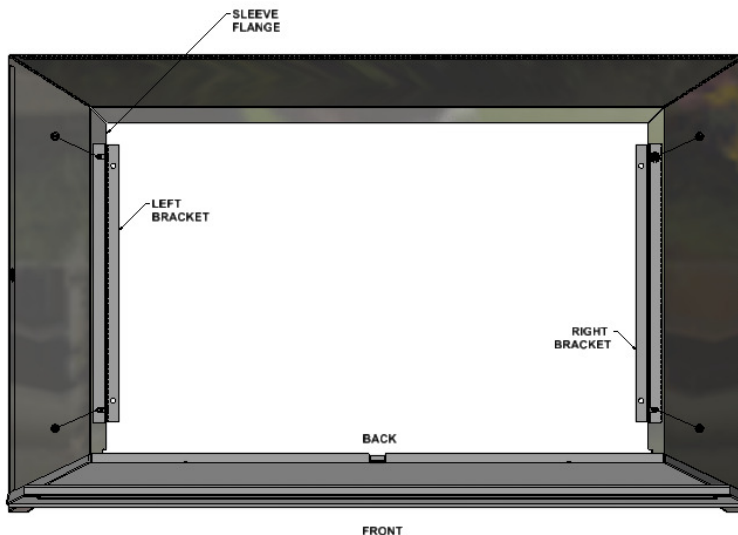 SLEEVE
FLANGE
LEFT
BRACKET
RIGHT
BRACKET
BACK
FRONT